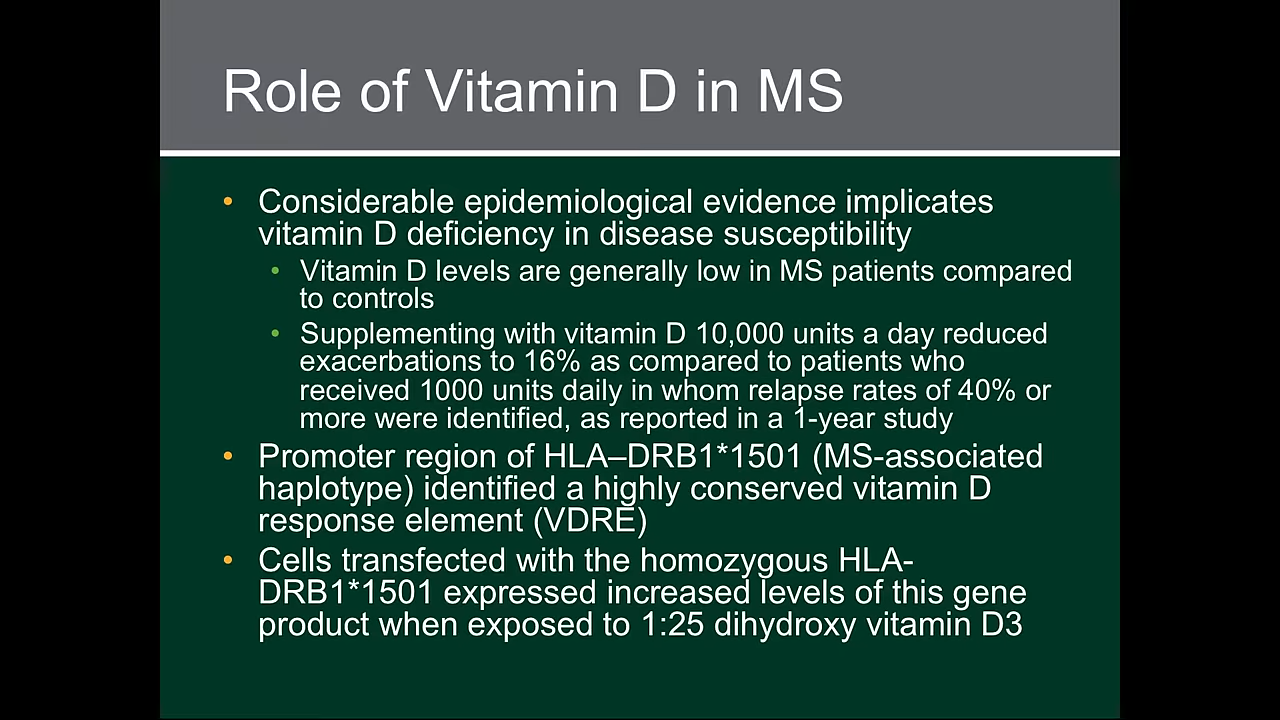 Role of Vitamin D in MS
• Considerable epidemiological evidence implicates
vitamin D deficiency in disease susceptibility
• Vitamin D levels are generally low in MS patients compared
to controls
• Supplementing with vitamin D 10,000 units a day reduced
exacerbations to 16% as compared to patients who
received 1000 units daily in whom relapse rates of 40% or
more were identified, as reported in a 1-year study
• Promoter region of HLA–DRB1*1501 (MS-associated
haplotype) identified a highly conserved vitamin D
response element (VDRE)
• Cells transfected with the homozygous HLA-
DRB1*1501 expressed increased levels of this gene
product when exposed to 1:25 dihydroxy vitamin D3